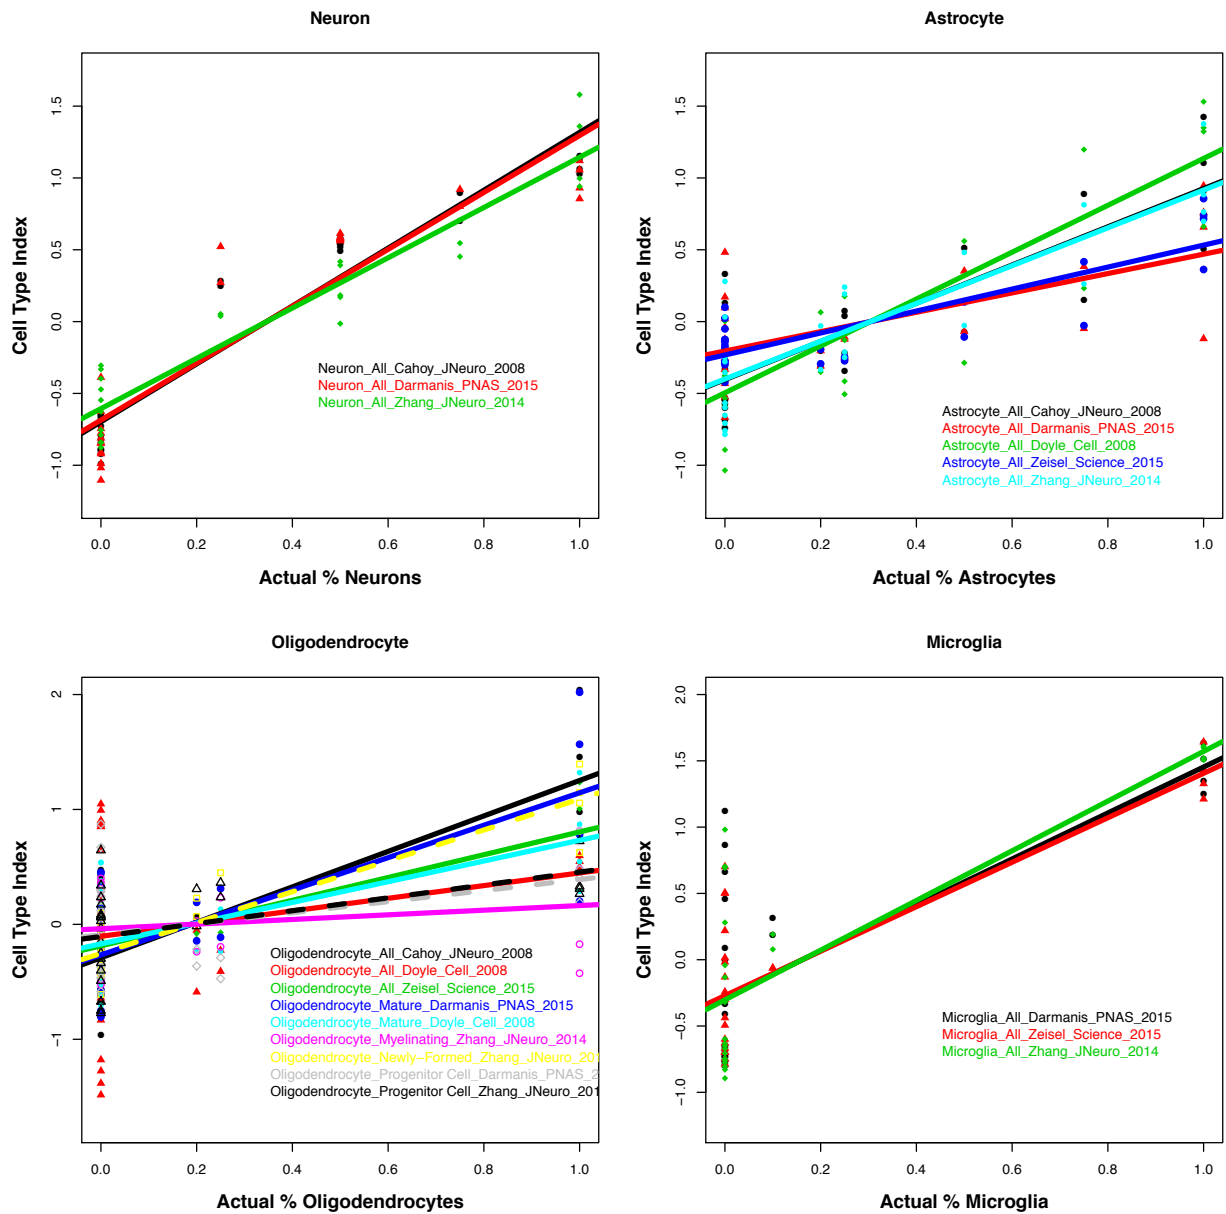 Neuron
Cell Type Index
1.5
1.0
0.5
0.0
−0.5
−1.0
Neuron_All_Cahoy_JNeuro_2008
Neuron_All_Darmanis_PNAS_2015
Neuron_All_Zhang_JNeuro_2014
0.0 0.2 0.4 0.6 0.8 1.0
Actual % Neurons
Astrocyte
Cell Type Index
1.5
1.0
0.5
0.0
−0.5
−1.0
Astrocyte_All_Cahoy_JNeuro_2008
Astrocyte_All_Darmanis_PNAS_2015
Astrocyte_All_Doyle_Cell_2008
Astrocyte_All_Zeisel_Science_2015
Astrocyte_All_Zhang_JNeuro_2014
0.0 0.2 0.4 0.6 0.8 1.0
Actual % Astrocytes
Oligodendrocyte
Cell Type Index
2
1
0
−1
Oligodendrocyte_All_Cahoy_JNeuro_2008
Oligodendrocyte_All_Doyle_Cell_2008
Oligodendrocyte_All_Zeisel_Science_2015
Oligodendrocyte_Mature_Darmanis_PNAS_2015
Oligodendrocyte_Mature_Doyle_Cell_2008
Oligodendrocyte_Myelinating_Zhang_JNeuro_2014
Oligodendrocyte_Newly−Formed_Zhang_JNeuro_201
Oligodendrocyte_Progenitor Cell_Darmanis_PNAS_2
Oligodendrocyte_Progenitor Cell_Zhang_JNeuro_201
0.0 0.2 0.4 0.6 0.8 1.0
Actual % Oligodendrocytes
Microglia
Cell Type Index
2.0
1.5
1.0
0.5
0.0
−0.5
−1.0
Microglia_All_Darmanis_PNAS_2015
Microglia_All_Zeisel_Science_2015
Microglia_All_Zhang_JNeuro_2014
0.0 0.2 0.4 0.6 0.8 1.0
Actual % Microglia